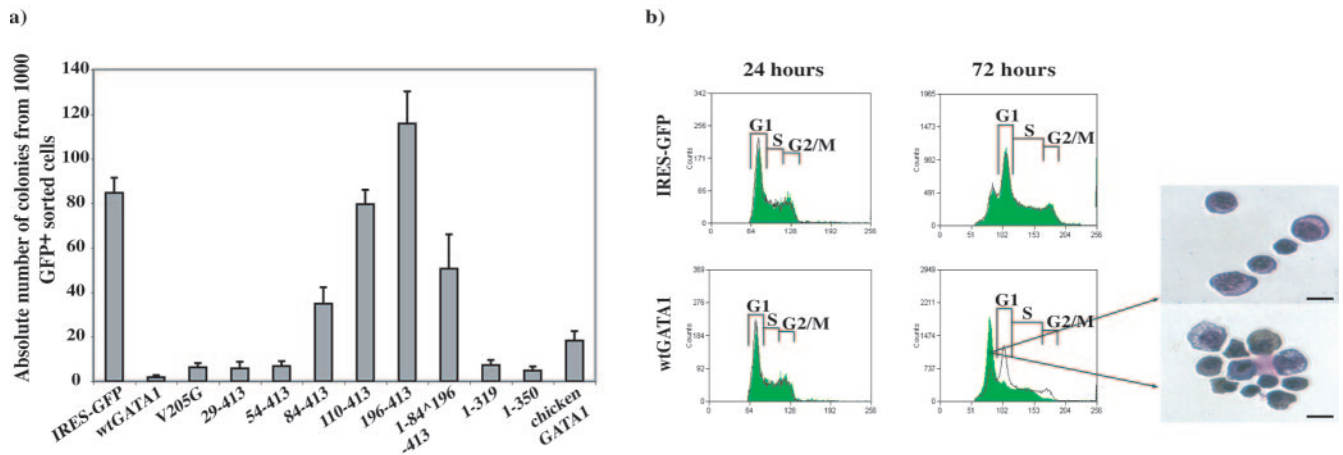 a)
Absolute number of colonies from 1000
GFP+ sorted cells
140
120
100
80
60
40
20
0
IRES-GFP
wtGATA1
V205G
29-413
54-413
84-413
110-413
196-413
1-84^196
-413
1-319
1-350
chicken
GATA1
b)
24 hours
72 hours
IRES-GFP
342
256
171
85
0
Counts
G1
S
G2/M
0 64 128 256
1965
1473
982
491
0
Counts
G1
S
G2/M
0 51 102 204 256
wtGATA1
369
276
184
92
0
Counts
G1
S
G2/M
0 64 128 256
2949
2211
1474
737
0
Counts
G1
S
G2/M
0 51 102 204 256